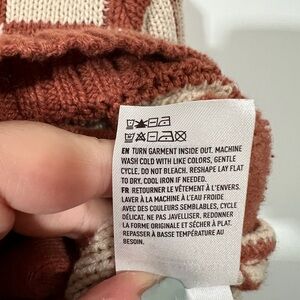 EN TURN GARMENT INSIDE OUT. MACHINE
WASH COLD WITH LIKE COLORS, GENTLE
CYCLE, DO NOT BLEACH. RESHAPE LAY FLAT
TO DRY, COOL IRON IF NEEDED.
FR RETOURNER LE VÊTEMENT À L'ENVERS.
LAVER À LA MACHINE À L'EAU FROIDE
AVEC DES COULEURS SEMBLABLES, CYCLE
DÉLICAT. NE PAS JAVELLISER. REDONNER
LA FORME ORIGINALE ET SÉCHER À PLAT.
REPASSER À BASSE TEMPÉRATURE AU
BESOIN.